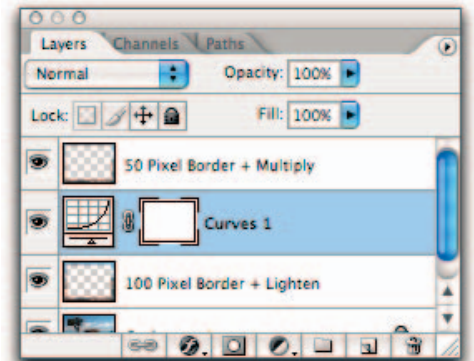 Layers Channels Paths
Normal Opacity: 100%
Lock: Fill: 100%
50 Pixel Border + Multiply
Curves 1
100 Pixel Border + Lighten